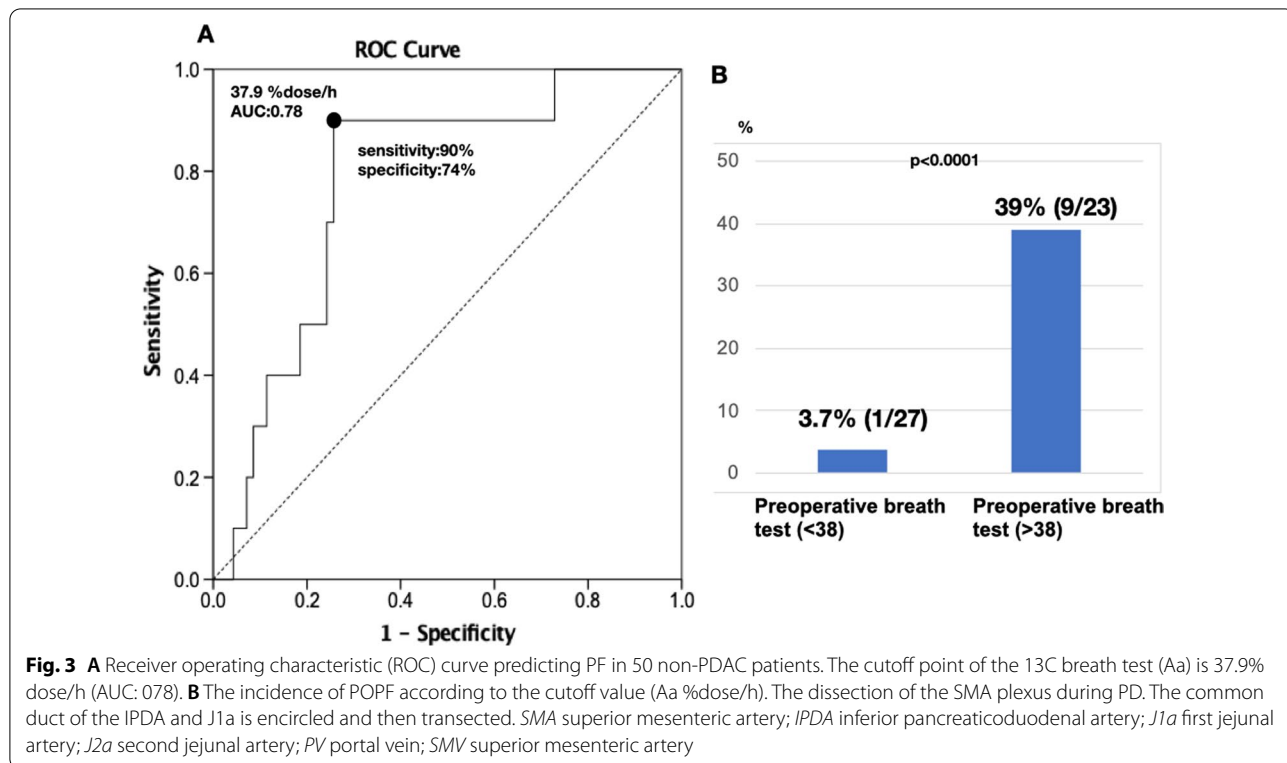 A
ROC Curve
1.0
0.8
0.6
0.4
0.2
0.0
0.0
0.2
0.4
0.6
0.8
1.0
Sensitivity
1 - Specificity
37.9 %dose/h
AUC:0.78
sensitivity:90%
specificity:74%
B
%
50
40
30
20
10
0
p<0.0001
3.7% (1/27)
39% (9/23)
Preoperative breath
test (<38)
Preoperative breath
test (>38)
Fig. 3 A Receiver operating characteristic (ROC) curve predicting PF in 50 non-PDAC patients. The cutoff point of the 13C breath test (Aa) is 37.9%
dose/h (AUC: 078). B The incidence of POPF according to the cutoff value (Aa %dose/h). The dissection of the SMA plexus during PD. The common
duct of the IPDA and J1a is encircled and then transected. SMA superior mesenteric artery; IPDA inferior pancreaticoduodenal artery; J1a first jejunal
artery; J2a second jejunal artery; PV portal vein; SMV superior mesenteric artery